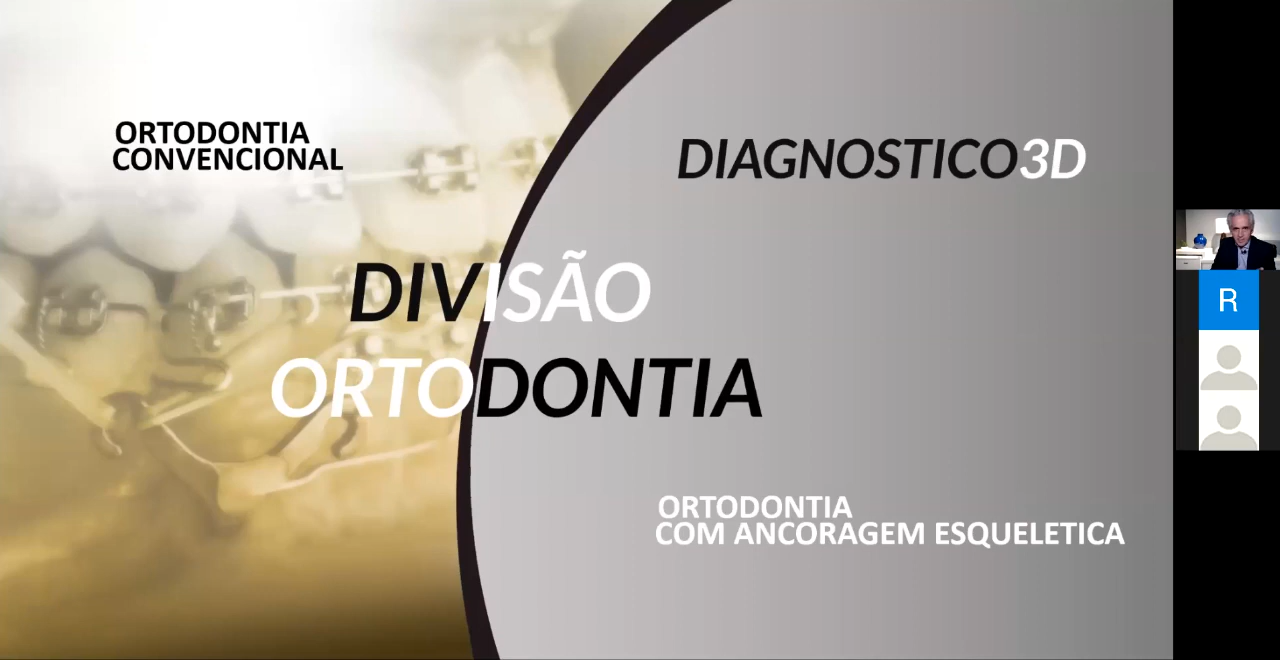 ORTODONTIA
CONVENCIONAL
DIAGNOSTICO3D
DIVISÃO
ORTODONTIA
ORTODONTIA
COM ANCORAGEM ESQUELETICA
R